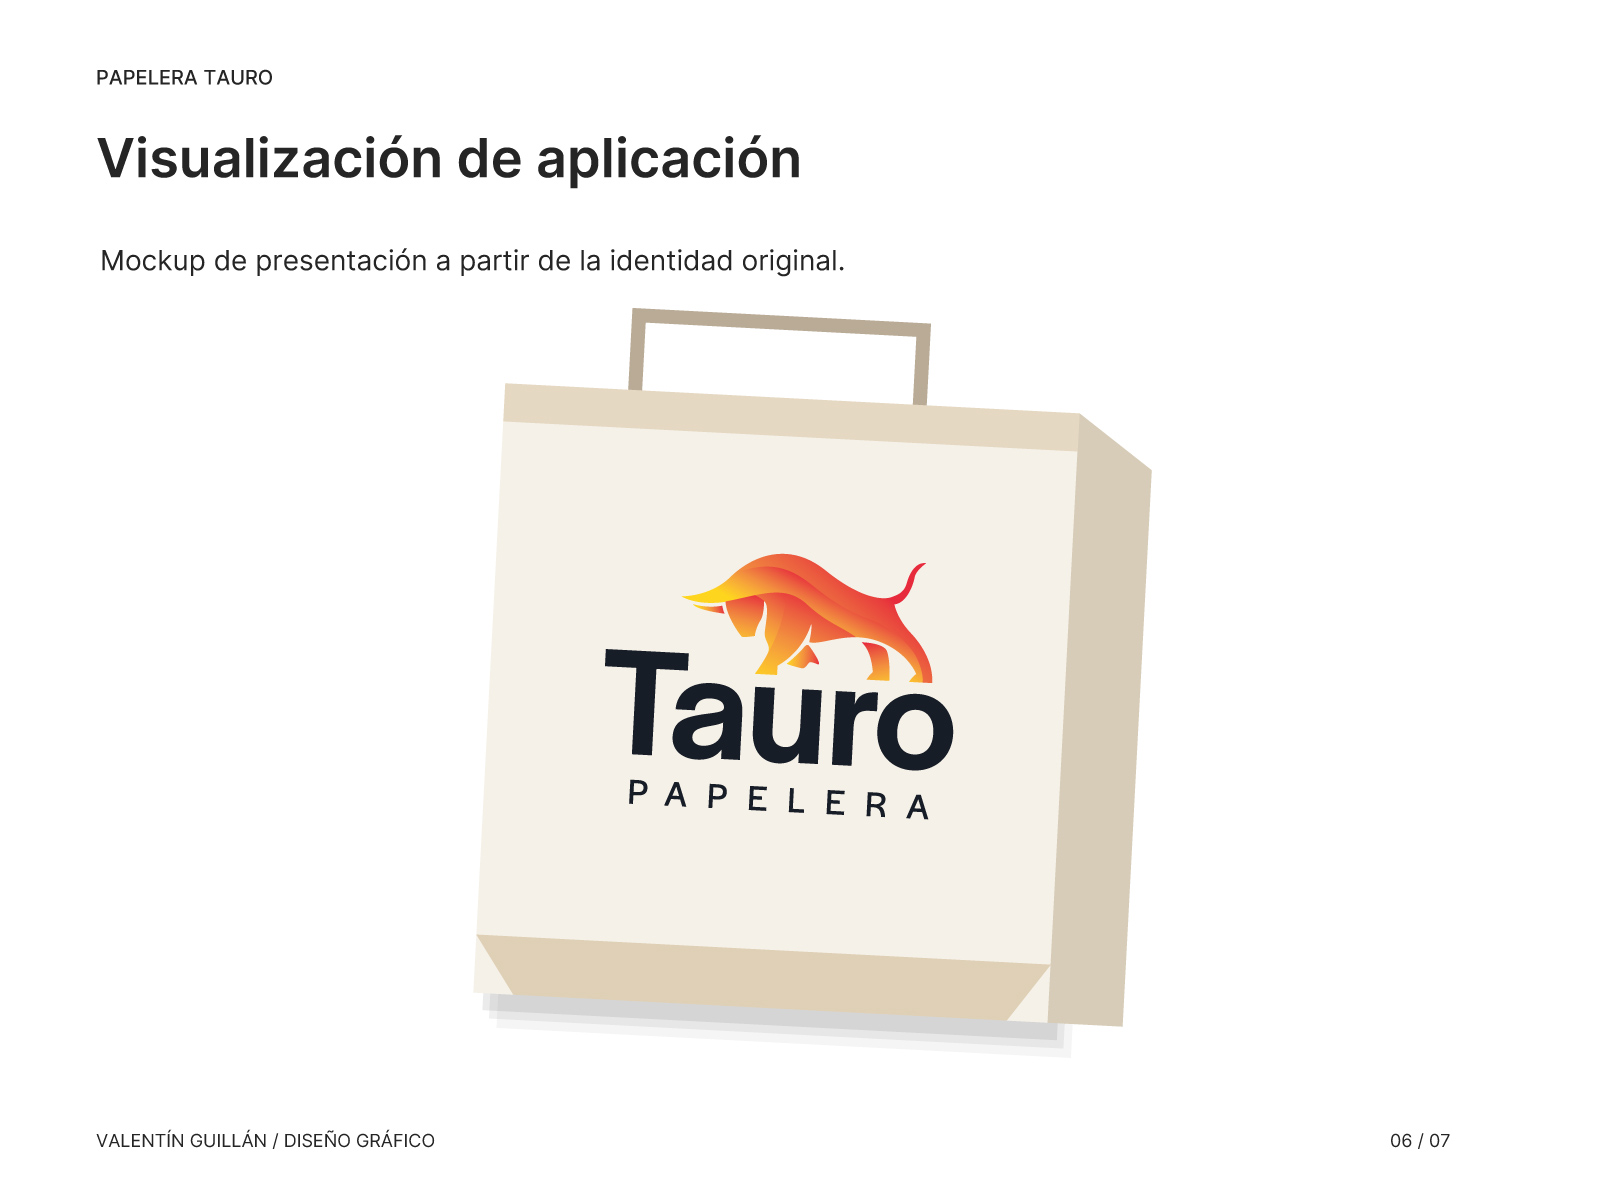 PAPELERA TAURO
Visualización de aplicación
Mockup de presentación a partir de la identidad original.
Tauro
PAPELERA
VALENTÍN GUILLÁN / DISEÑO GRÁFICO
06 / 07